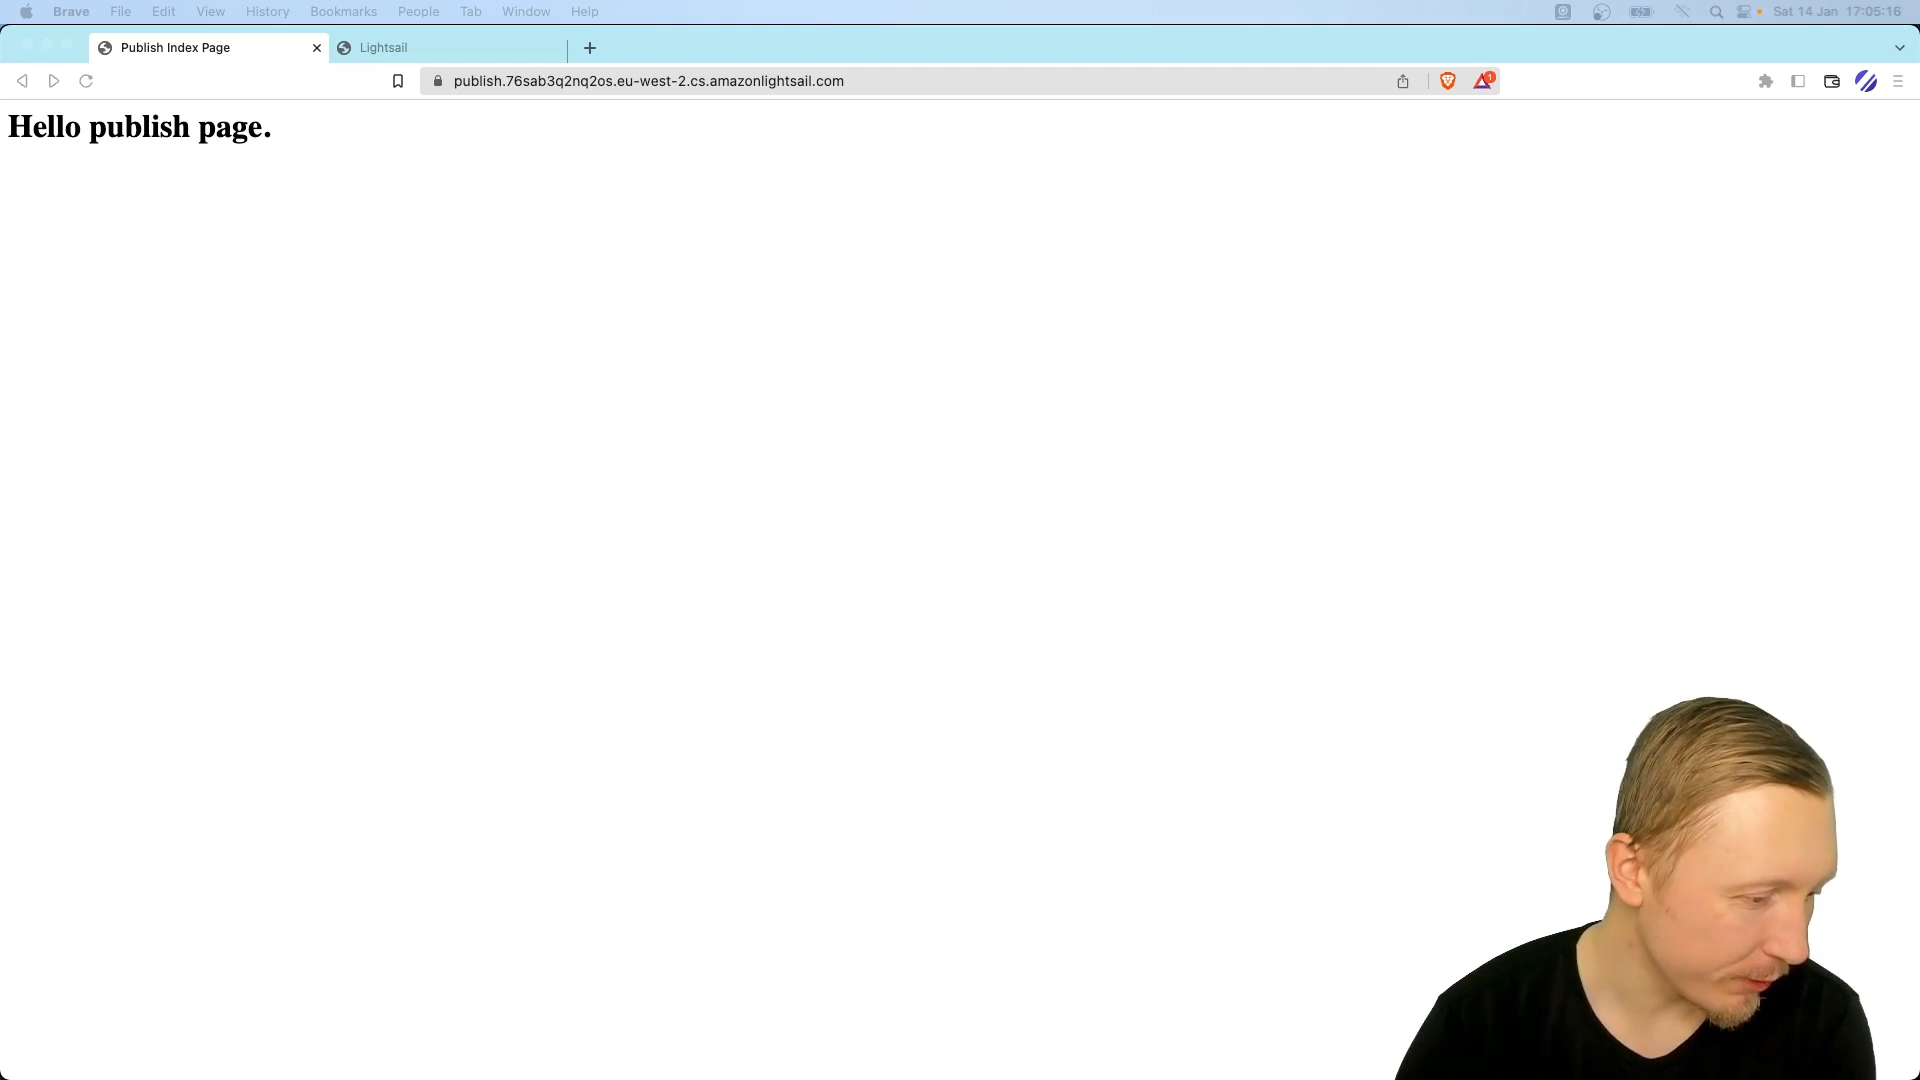 Brave File Edit View History Bookmarks People Tab Window Help Sat 14 Jan 17:05:16
Publish Index Page Lightsail
publish.76sab3q2nq2os.eu-west-2.cs.amazonlightsail.com 1
Hello publish page.